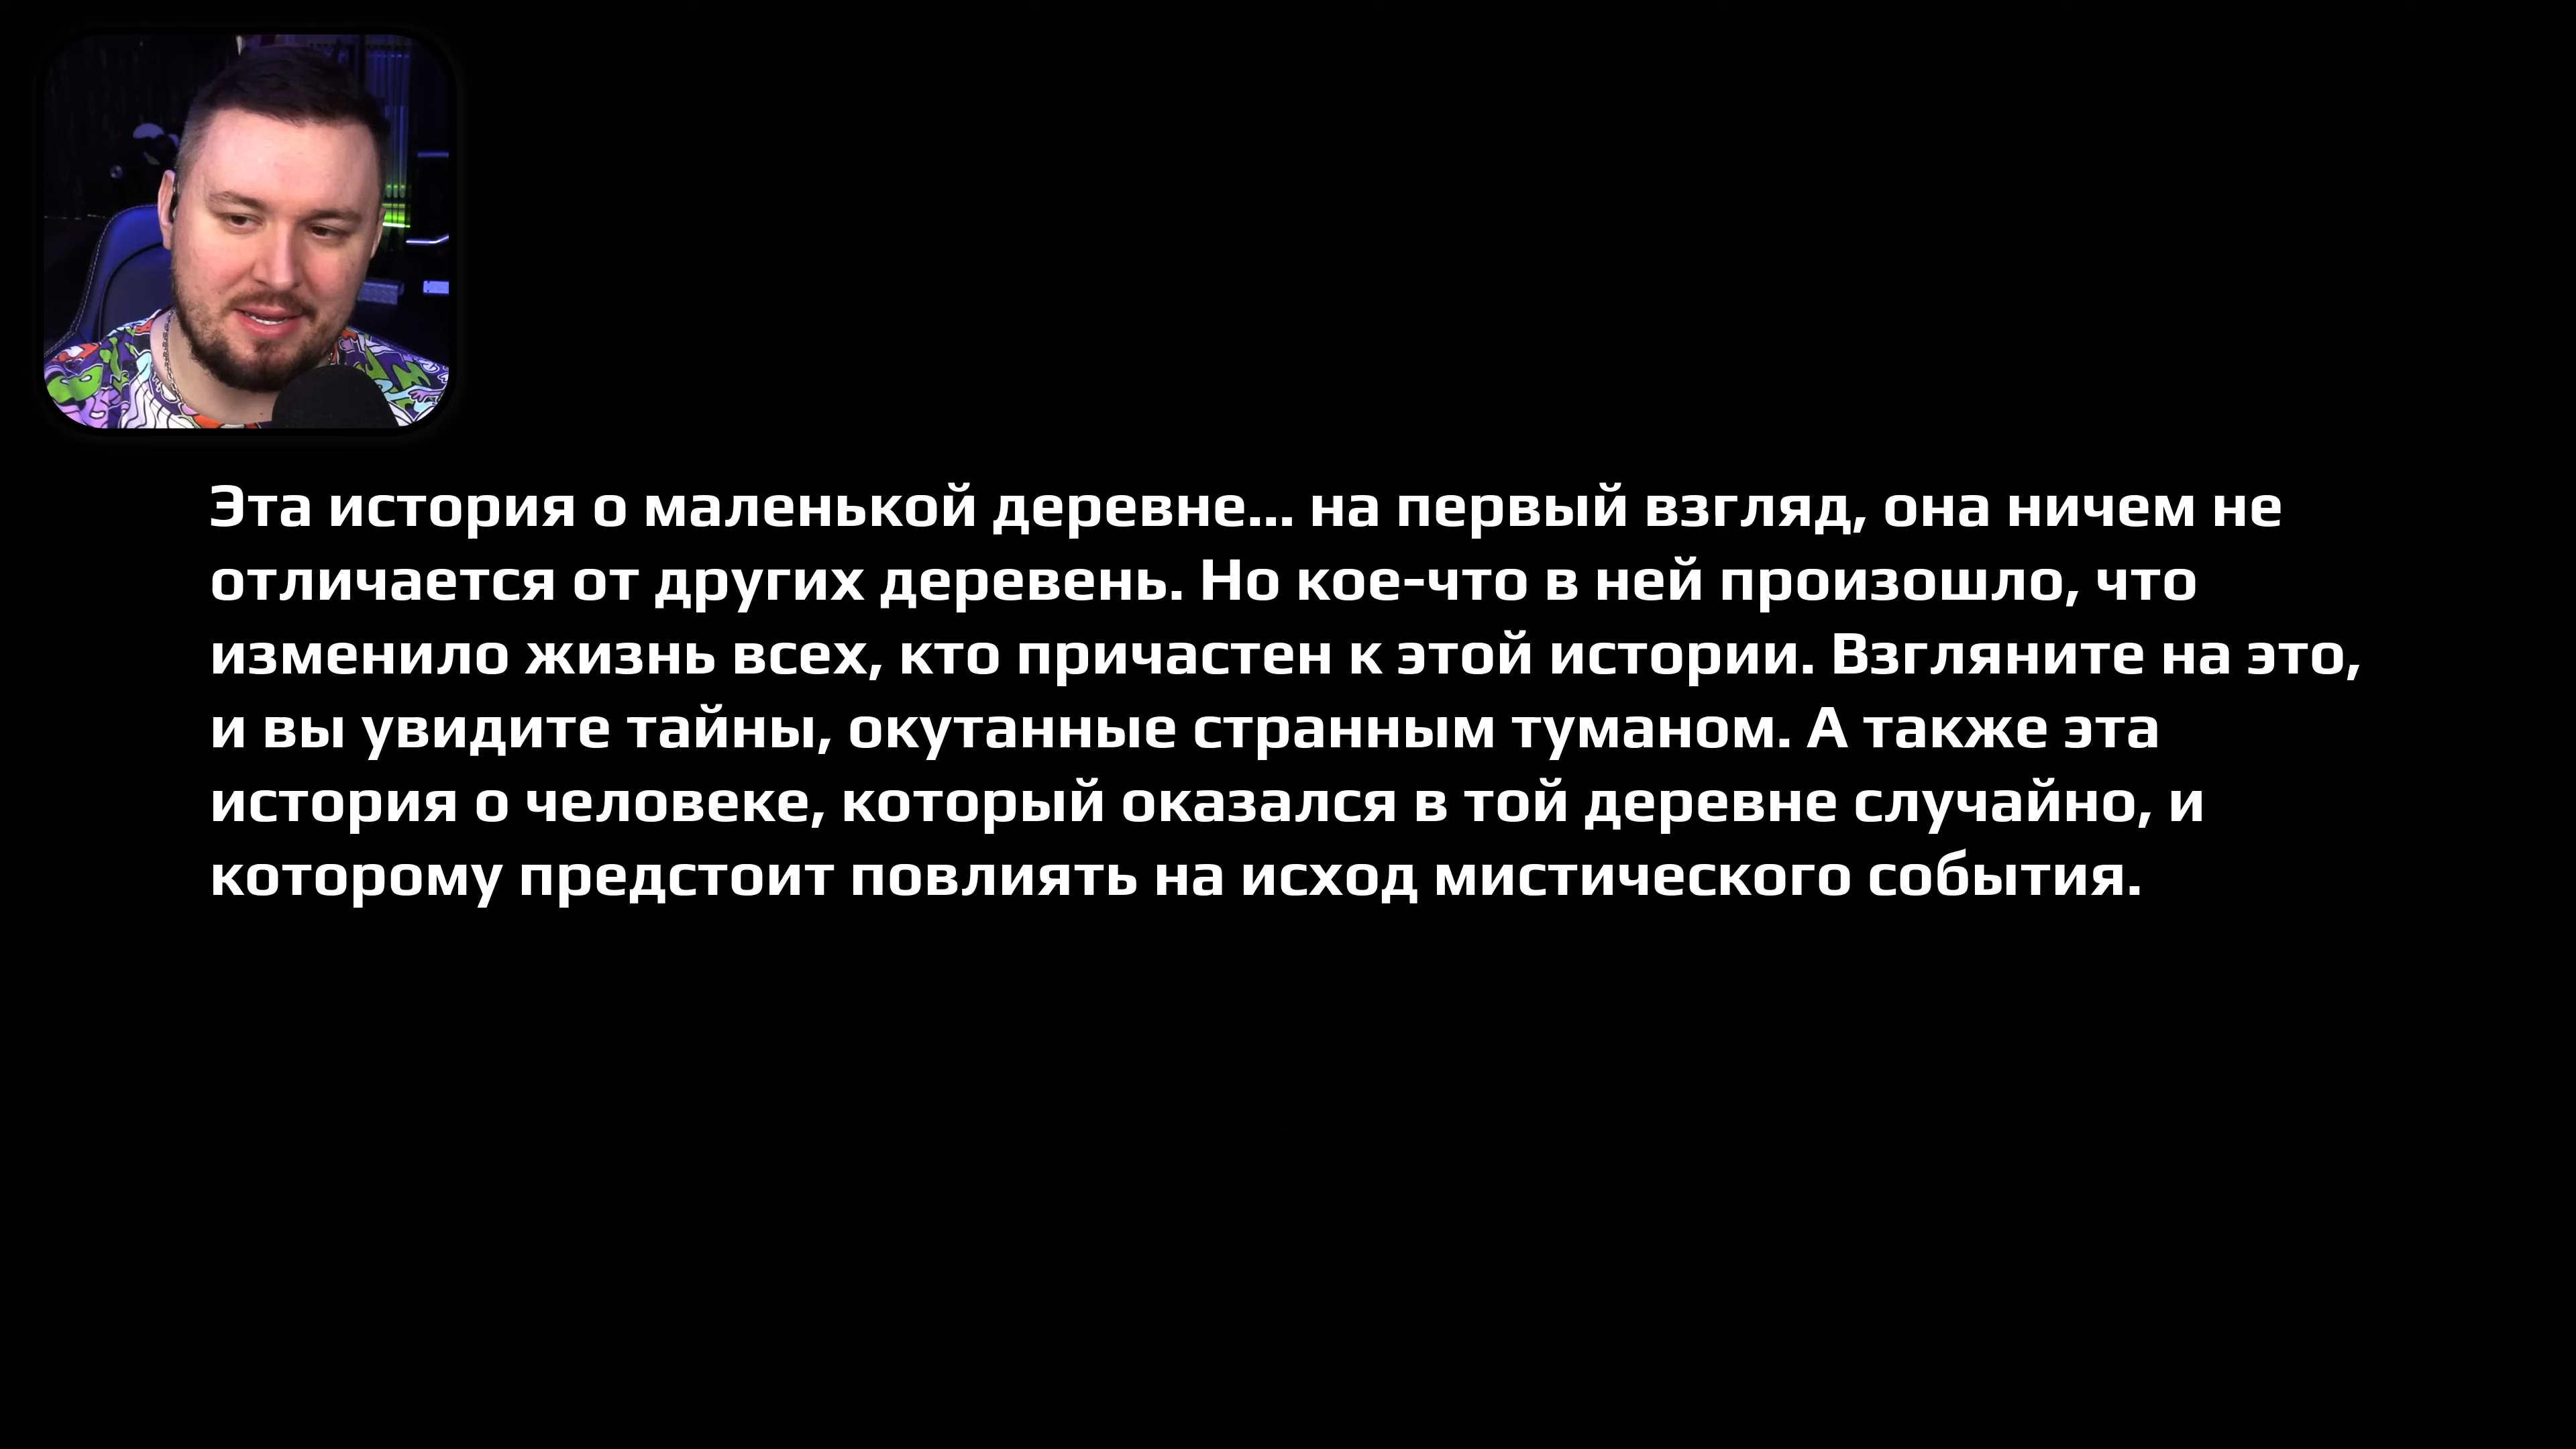 Эта история о маленькой деревне... на первый взгляд, она ничем не
отличается от других деревень. Но кое-что в ней произошло, что
изменило жизнь всех, кто причастен к этой истории. Взгляните на это,
и вы увидите тайны, окутанные странным туманом. А также эта
история о человеке, который оказался в той деревне случайно, и
которому предстоит повлиять на исход мистического события.